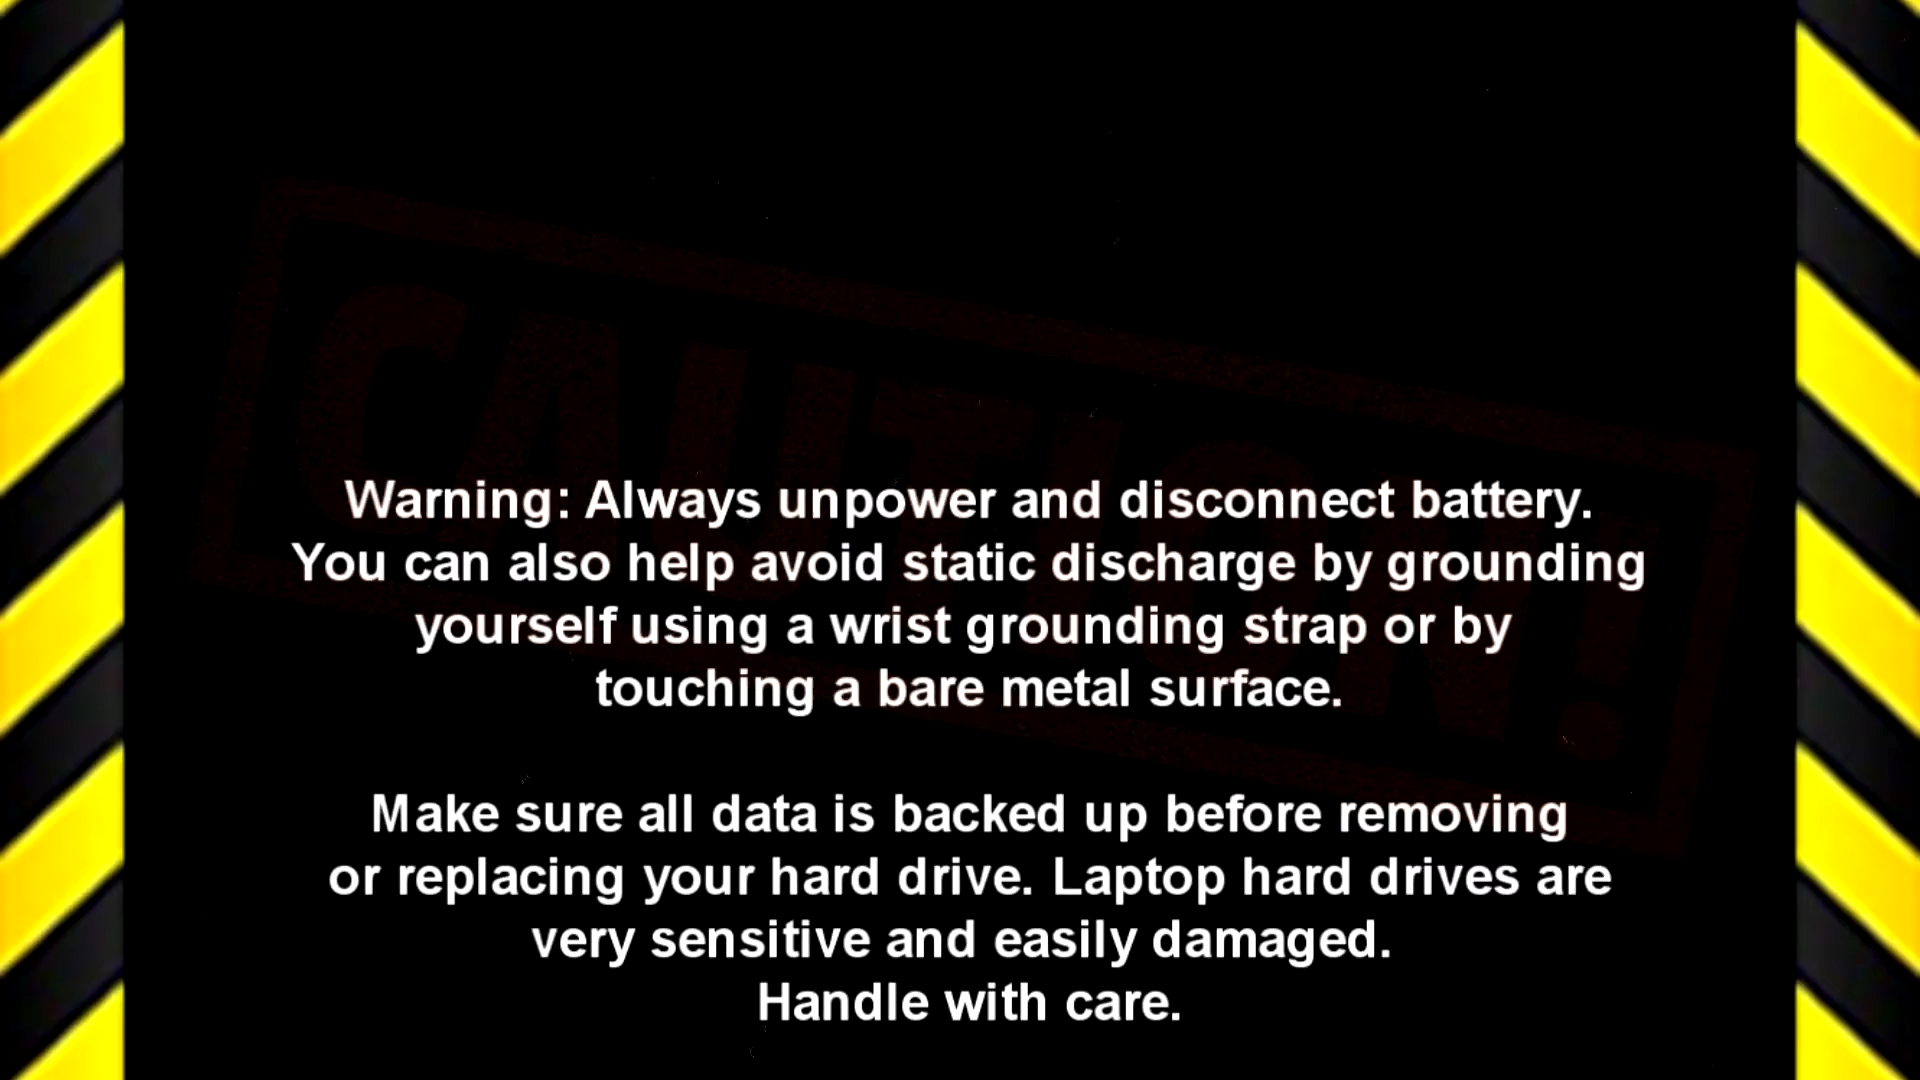 CAUTION!
Warning: Always unpower and disconnect battery.
You can also help avoid static discharge by grounding
yourself using a wrist grounding strap or by
touching a bare metal surface.
Make sure all data is backed up before removing
or replacing your hard drive. Laptop hard drives are
very sensitive and easily damaged.
Handle with care.